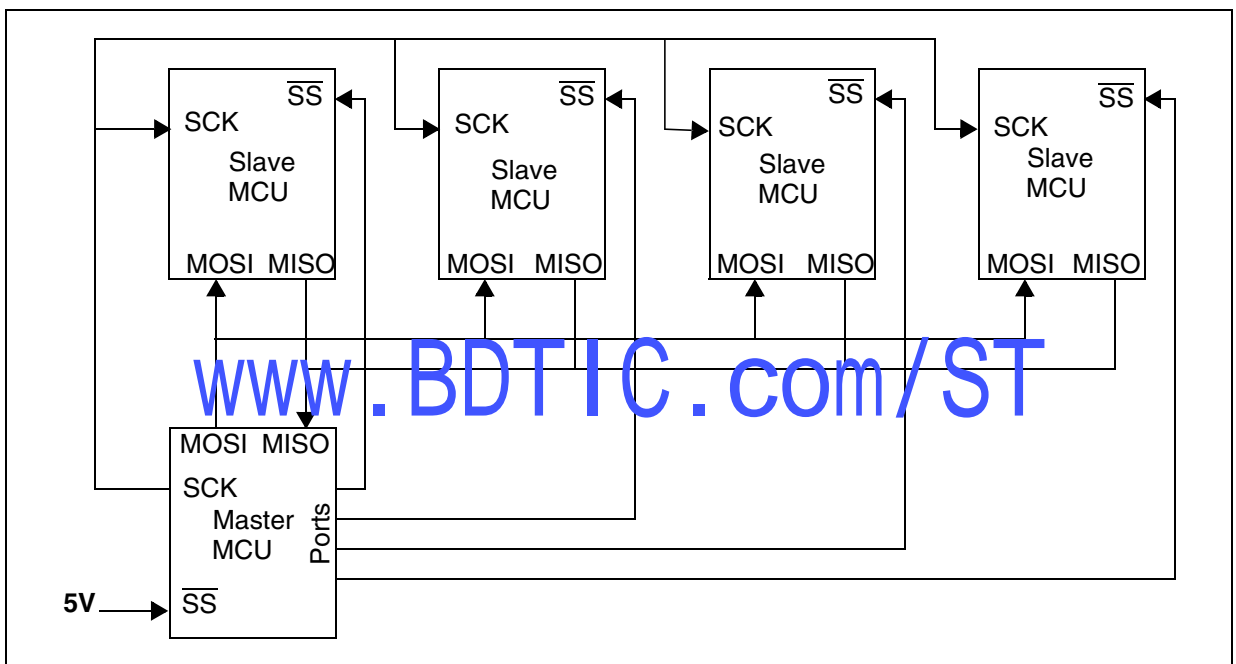 SS
SCK
Slave
MCU
MOSI MISO
SS
SCK
Slave
MCU
MOSI MISO
SS
SCK
Slave
MCU
MOSI MISO
SS
SCK
Slave
MCU
MOSI MISO
www.BDTIC.com/ST
MOSI MISO
SCK
Master
MCU
Ports
5V
SS